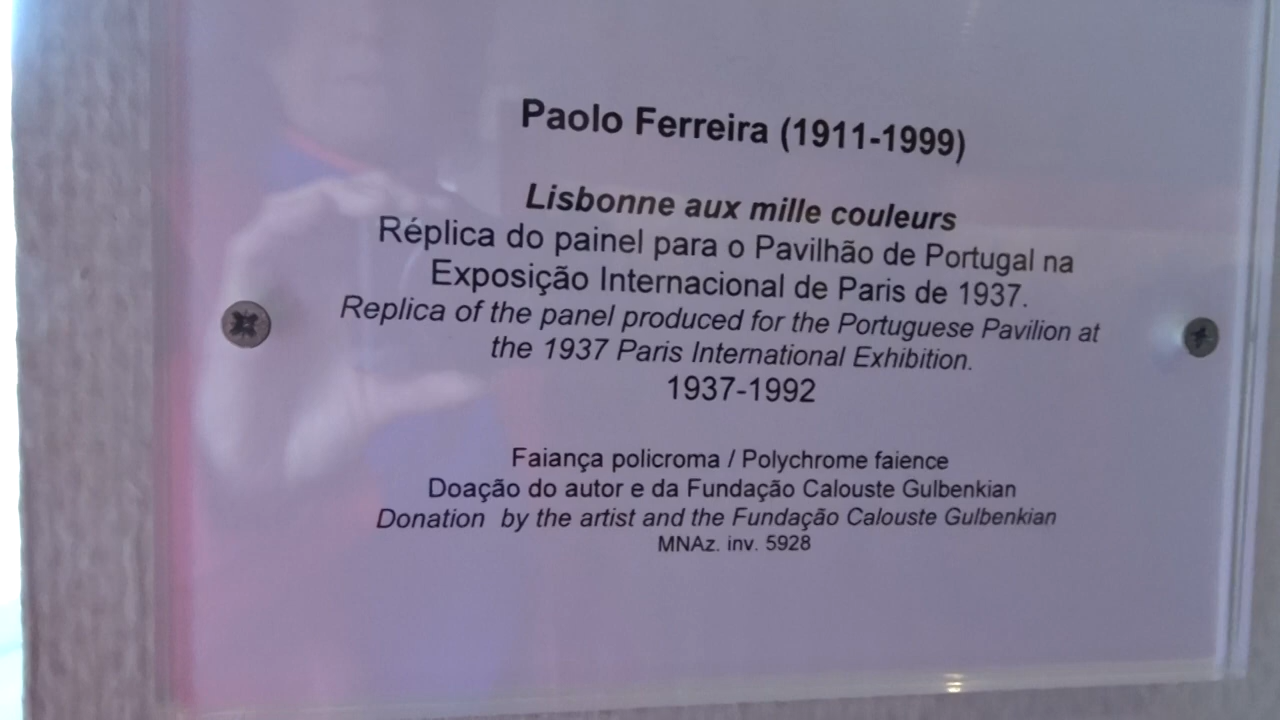 Paolo Ferreira (1911-1999)
Lisbonne aux mille couleurs
Réplica do painel para o Pavilhão de Portugal na
Exposição Internacional de Paris de 1937.
Replica of the panel produced for the Portuguese Pavilion at
the 1937 Paris International Exhibition.
1937-1992
Faiança policroma / Polychrome faience
Doação do autor e da Fundação Calouste Gulbenkian
Donation by the artist and the Fundação Calouste Gulbenkian
MNAz. inv. 5928